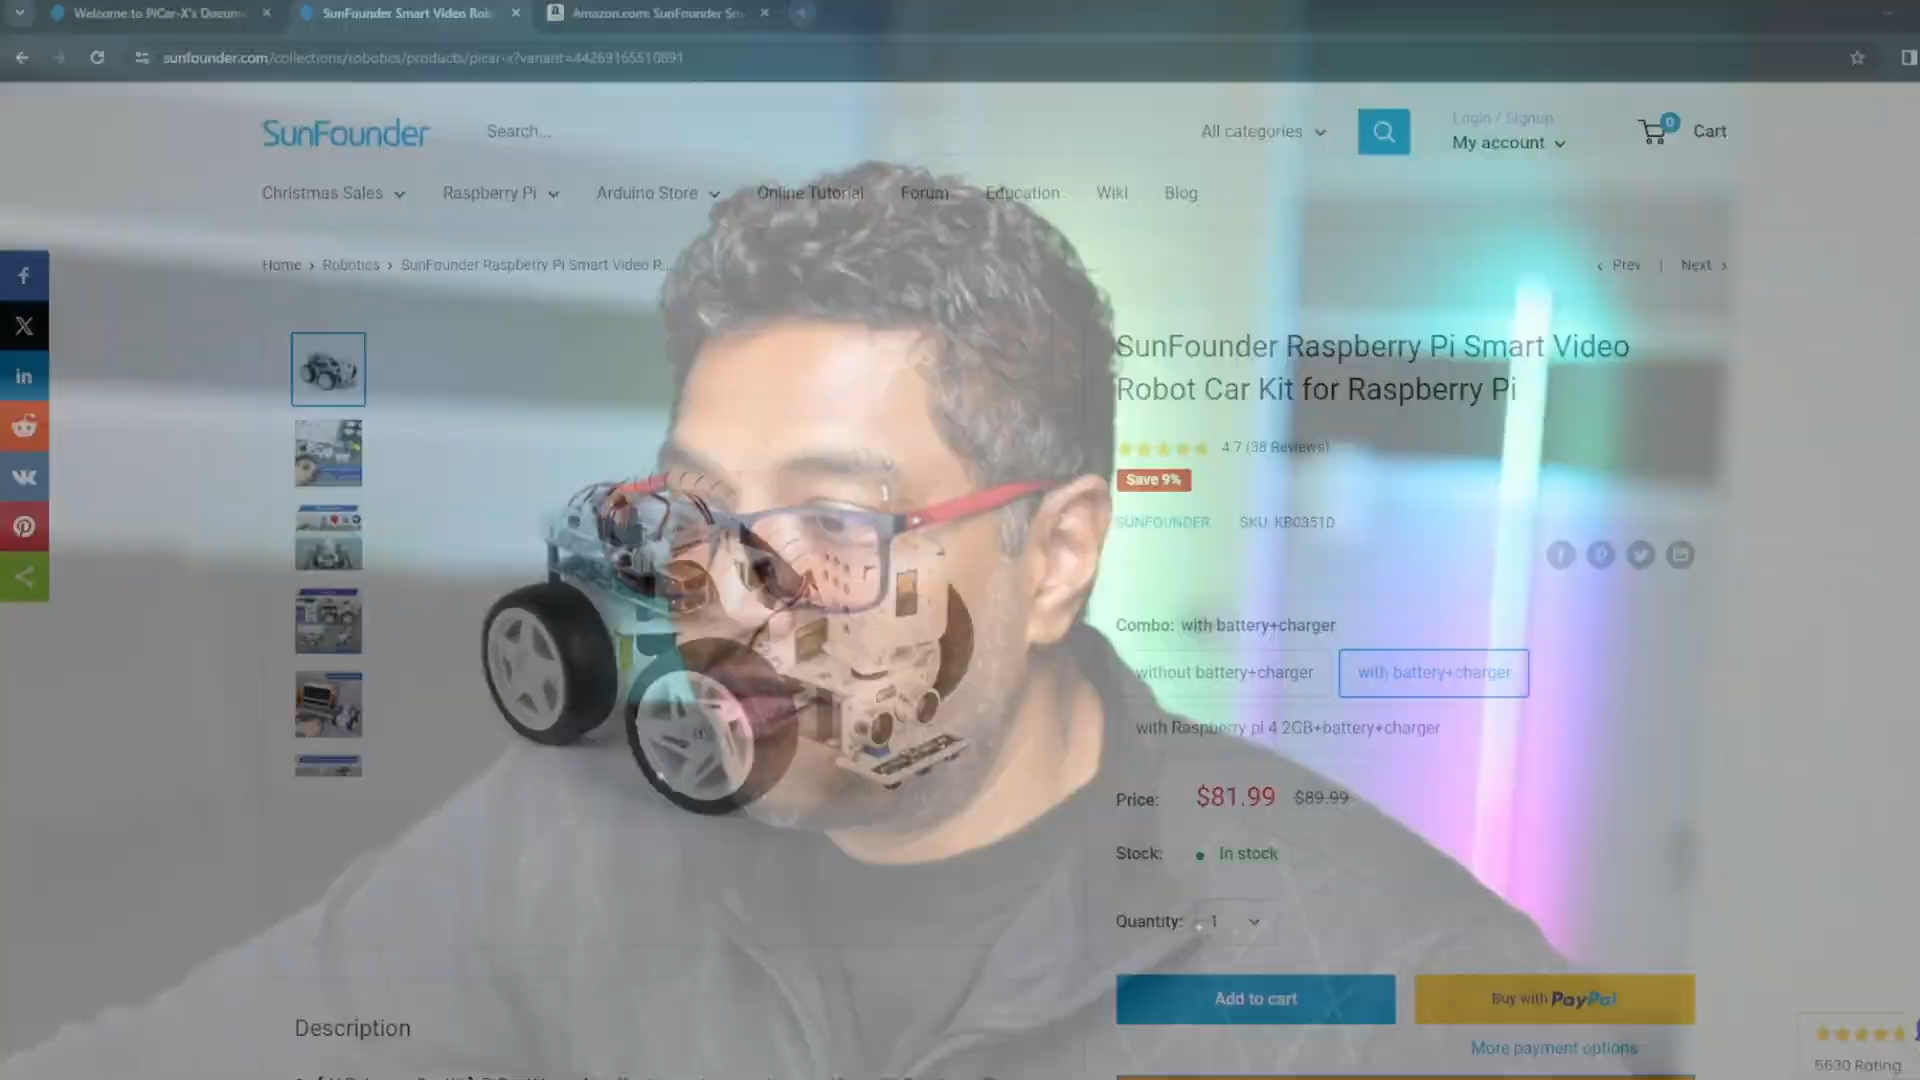 Welcome to PiCar-X's Docum
SunFounder Smart Video Rob
Amazon.com: SunFounder Sm
sunfounder.com/collections/robotics/products/picar-x?variant=44269165510891
SunFounder
Search...
All categories
Login / Signup
My account
0
Cart
Christmas Sales
Raspberry Pi
Arduino Store
Online Tutorial
Forum
Education
Wiki
Blog
Home › Robotics › SunFounder Raspberry Pi Smart Video R...
‹ Prev | Next ›
SunFounder Raspberry Pi Smart Video
Robot Car Kit for Raspberry Pi
4.7 (38 Reviews)
Save 9%
SUNFOUNDER
SKU: KB0351D
Combo: with battery+charger
without battery+charger
with battery+charger
with Raspberry pi 4 2GB+battery+charger
Price: $81.99 $89.99
Stock: In stock
Quantity: 1
Add to cart
Buy with PayPal
More payment options
Description
5630 Rating